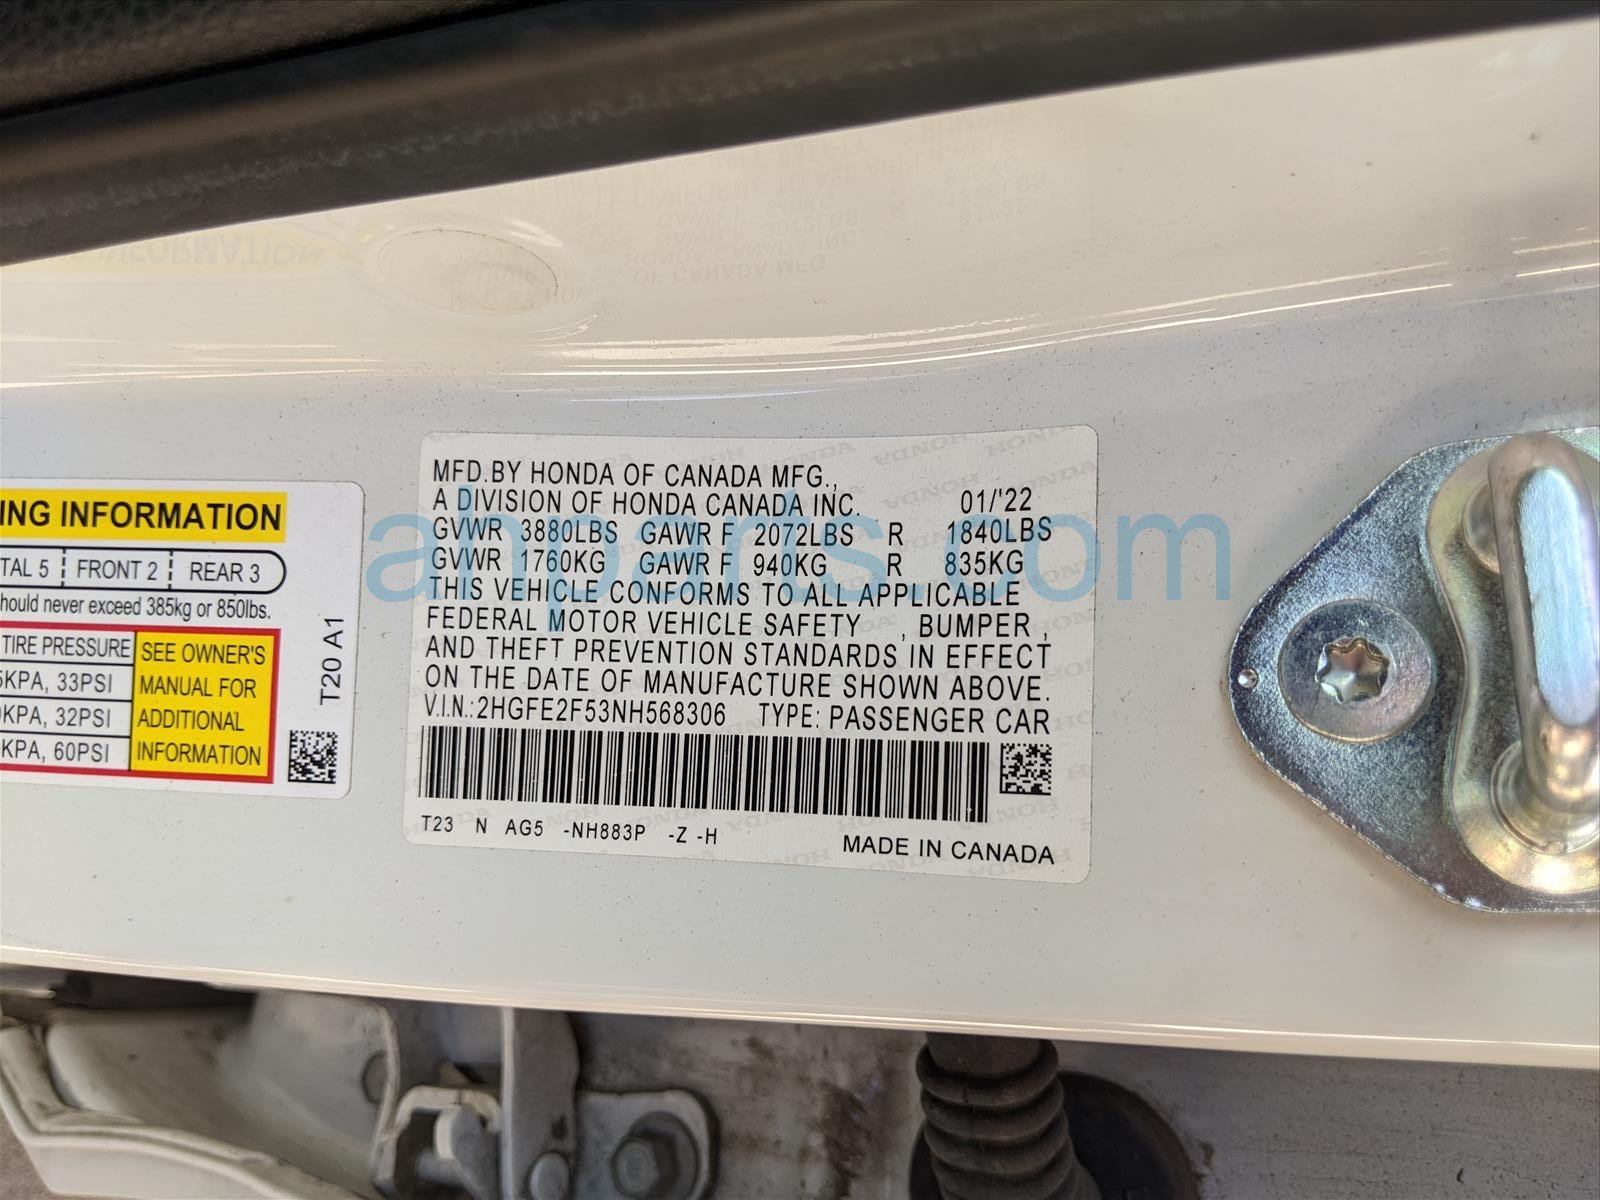 ING INFORMATION
TAL 5 FRONT 2 REAR 3
hould never exceed 385kg or 850lbs.
TIRE PRESSURE
5KPA, 33PSI
0KPA, 32PSI
KPA, 60PSI
SEE OWNER'S
MANUAL FOR
ADDITIONAL
INFORMATION
T20 A1
MFD.BY HONDA OF CANADA MFG.,
A DIVISION OF HONDA CANADA INC. 01/'22
GVWR 3880LBS GAWR F 2072LBS R 1840LBS
GVWR 1760KG GAWR F 940KG R 835KG
THIS VEHICLE CONFORMS TO ALL APPLICABLE
FEDERAL MOTOR VEHICLE SAFETY , BUMPER ,
AND THEFT PREVENTION STANDARDS IN EFFECT
ON THE DATE OF MANUFACTURE SHOWN ABOVE.
V.I.N.:2HGFE2F53NH568306 TYPE: PASSENGER CAR
T23 N AG5 -NH883P -Z -H
MADE IN CANADA
ahparts.com